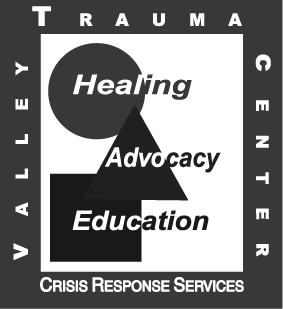 VALLEY
TRAUMA
CENTER
Healing
Advocacy
Education
CRISIS RESPONSE SERVICES